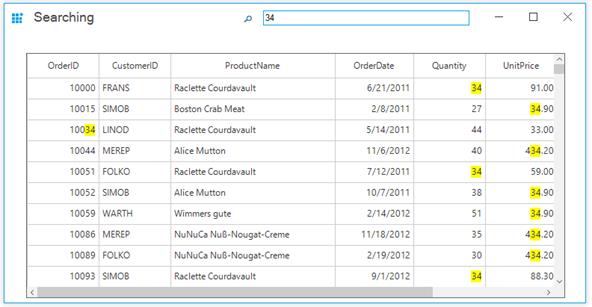 Searching 34
OrderID CustomerID ProductName OrderDate Quantity UnitPrice
10000 FRANS Raclette Courdavault 6/21/2011 34 91.00
10015 SIMOB Boston Crab Meat 2/8/2011 27 34.90
10034 LINOD Raclette Courdavault 5/14/2011 44 33.00
10044 MEREP Alice Mutton 11/6/2012 40 434.20
10051 FOLKO Raclette Courdavault 7/12/2011 34 59.00
10052 SIMOB Alice Mutton 10/7/2011 38 34.90
10059 WARTH Wimmers gute 2/14/2012 51 34.90
10086 MEREP NuNuCa Nuß-Nougat-Creme 11/18/2012 35 434.20
10089 FOLKO NuNuCa Nuß-Nougat-Creme 2/19/2012 30 434.20
10093 SIMOB Raclette Courdavault 9/1/2012 34 88.30